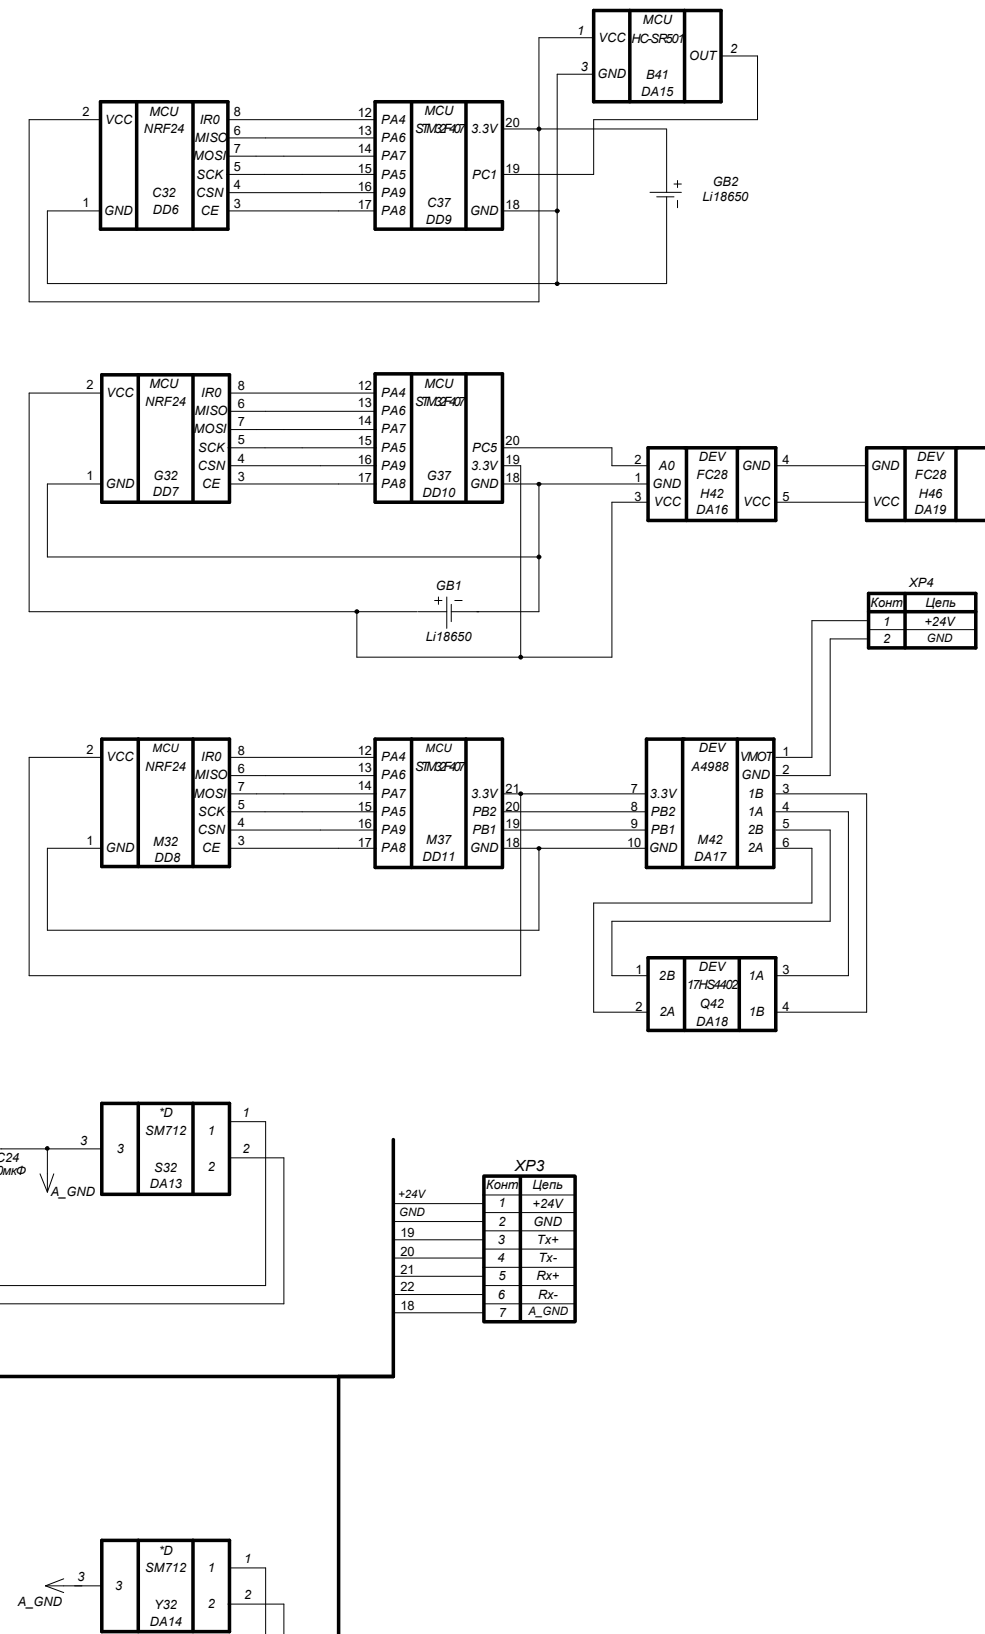 MCU
1 VCC HC-SR501 OUT 2
3 GND B41
DA15
2 VCC MCU IR0 8 12 PA4 MCU 3.3V 20
NRF24 MISO 6 13 PA6 STM32F407
MOSI 7 14 PA7
SCK 5 15 PA5 PC1 19
C32 CSN 4 16 PA9 C37
1 GND DD6 CE 3 17 PA8 DD9 GND 18
+ GB2
- Li18650
2 VCC MCU IR0 8 12 PA4 MCU
NRF24 MISO 6 13 PA6 STM32F407
MOSI 7 14 PA7
SCK 5 15 PA5 PC5 20
G32 CSN 4 16 PA9 G37 3.3V 19
1 GND DD7 CE 3 17 PA8 DD10 GND 18
2 A0 DEV GND 4 GND DEV
1 GND FC28 FC28
3 VCC H42 VCC 5 VCC H46
DA16 DA19
GB1
+ −
Li18650
XP4
Конт Цепь
1 +24V
2 GND
2 VCC MCU IR0 8 12 PA4 MCU
NRF24 MISO 6 13 PA6 STM32F407
MOSI 7 14 PA7 3.3V 21
SCK 5 15 PA5 PB2 20
M32 CSN 4 16 PA9 M37 PB1 19
1 GND DD8 CE 3 17 PA8 DD11 GND 18
DEV VMOT 1
A4988 GND 2
7 3.3V 1B 3
8 PB2 1A 4
9 PB1 M42 2B 5
10 GND DA17 2A 6
1 2B DEV 1A 3
17HS4402
2 2A Q42 1B 4
DA18
*D 1
SM712 1
3 3 2
S32 2
DA13
C24
A_GND
+24V
GND
19
20
21
22
18
XP3
Конт Цепь
1 +24V
2 GND
3 Tx+
4 Tx-
5 Rx+
6 Rx-
7 A_GND
*D 1
SM712 1
3 3 2
Y32 2
DA14
A_GND